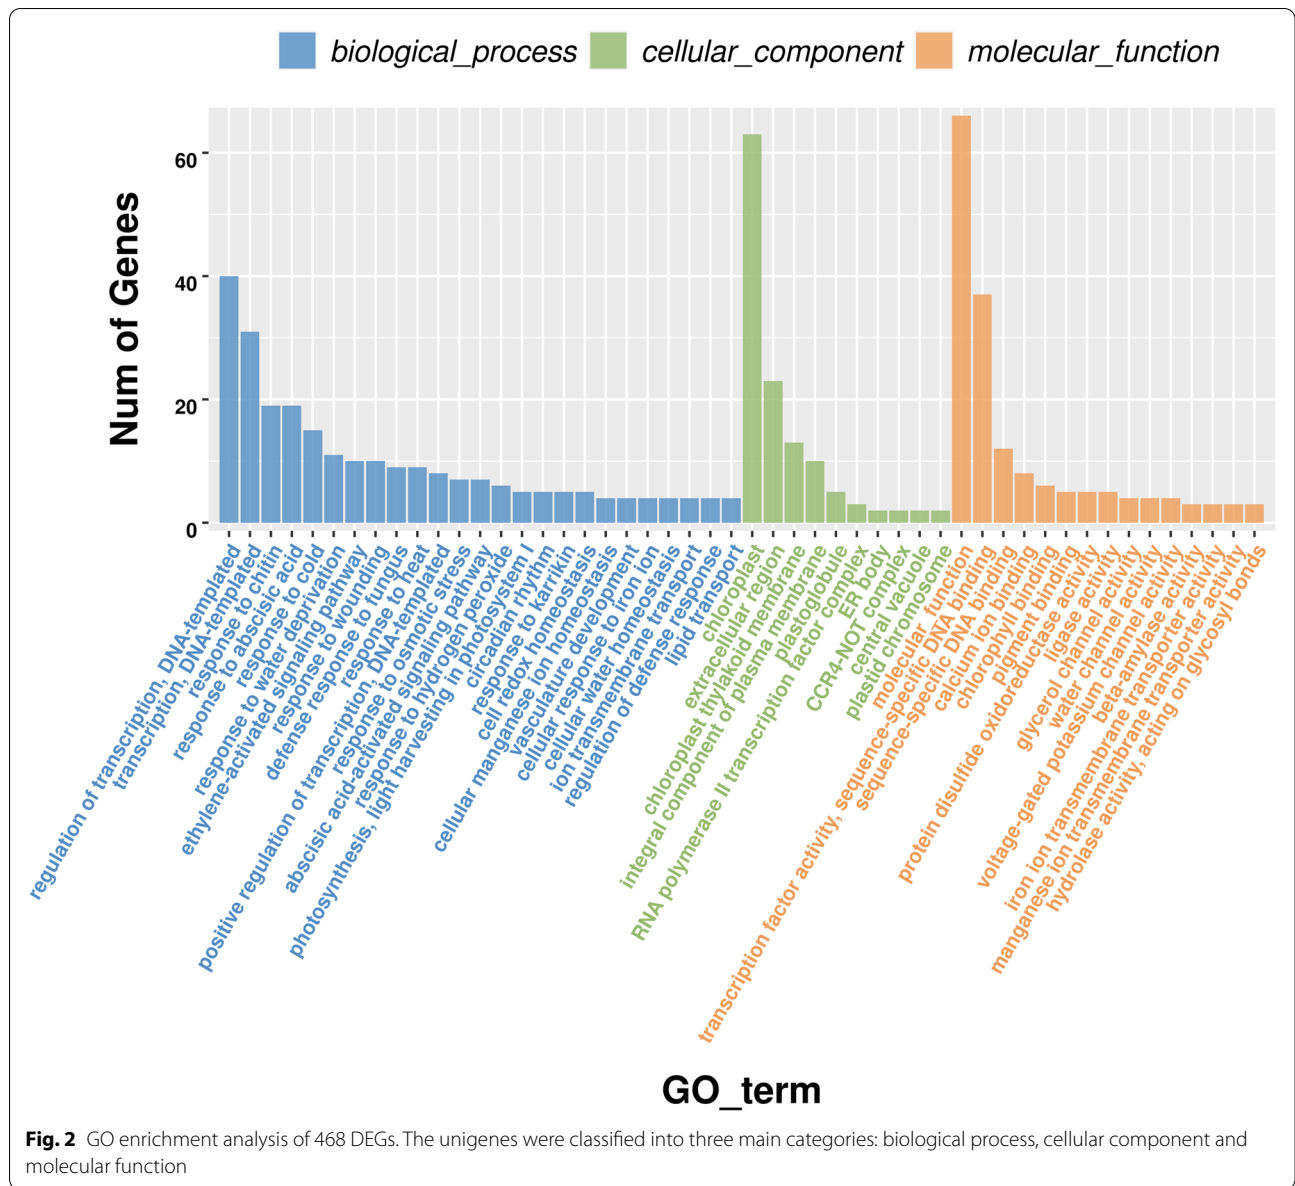 biological_process cellular_component molecular_function
Num of Genes
60
40
20
0
regulation of transcription, DNA-templated
transcription, DNA-templated
response to chitin
response to abscisic acid
response to cold
response to water deprivation
ethylene-activated signaling pathway
response to wounding
defense response to fungus
response to heat
positive regulation of transcription, DNA-templated
response to osmotic stress
abscisic acid-activated signaling pathway
response to hydrogen peroxide
photosynthesis, light harvesting in photosystem I
circadian rhythm
response to karrikin
cell redox homeostasis
cellular manganese ion homeostasis
vasculature development
cellular response to iron ion
cellular water homeostasis
ion transmembrane transport
regulation of defense response
lipid transport
chloroplast
extracellular region
chloroplast thylakoid membrane
integral component of plasma membrane
plastoglobule
RNA polymerase II transcription factor complex
ER body
CCR4-NOT complex
central vacuole
plastid chromosome
molecular function
transcription factor activity, sequence-specific DNA binding
sequence-specific DNA binding
calcium ion binding
chlorophyll binding
pigment binding
protein disulfide oxidoreductase activity
ligase activity
glycerol channel activity
water channel activity
voltage-gated potassium channel activity
beta-amylase activity
iron ion transmembrane transporter activity
manganese ion transmembrane transporter activity
hydrolase activity, acting on glycosyl bonds
GO_term
Fig. 2 GO enrichment analysis of 468 DEGs. The unigenes were classified into three main categories: biological process, cellular component and
molecular function